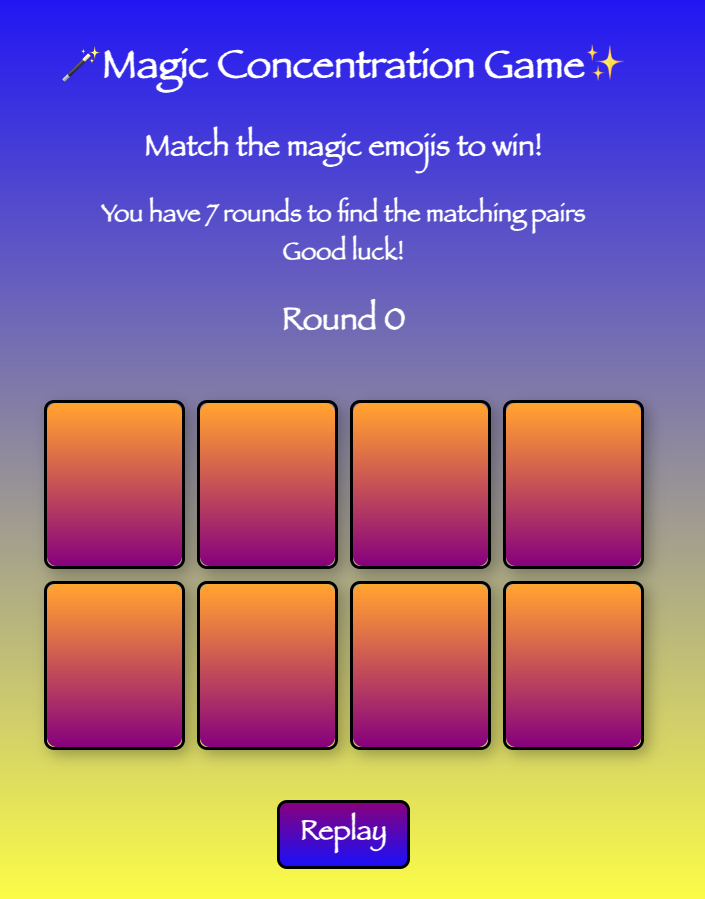 🪄Magic Concentration Game✨
Match the magic emojis to win!
You have 7 rounds to find the matching pairs
Good luck!
Round 0
Replay